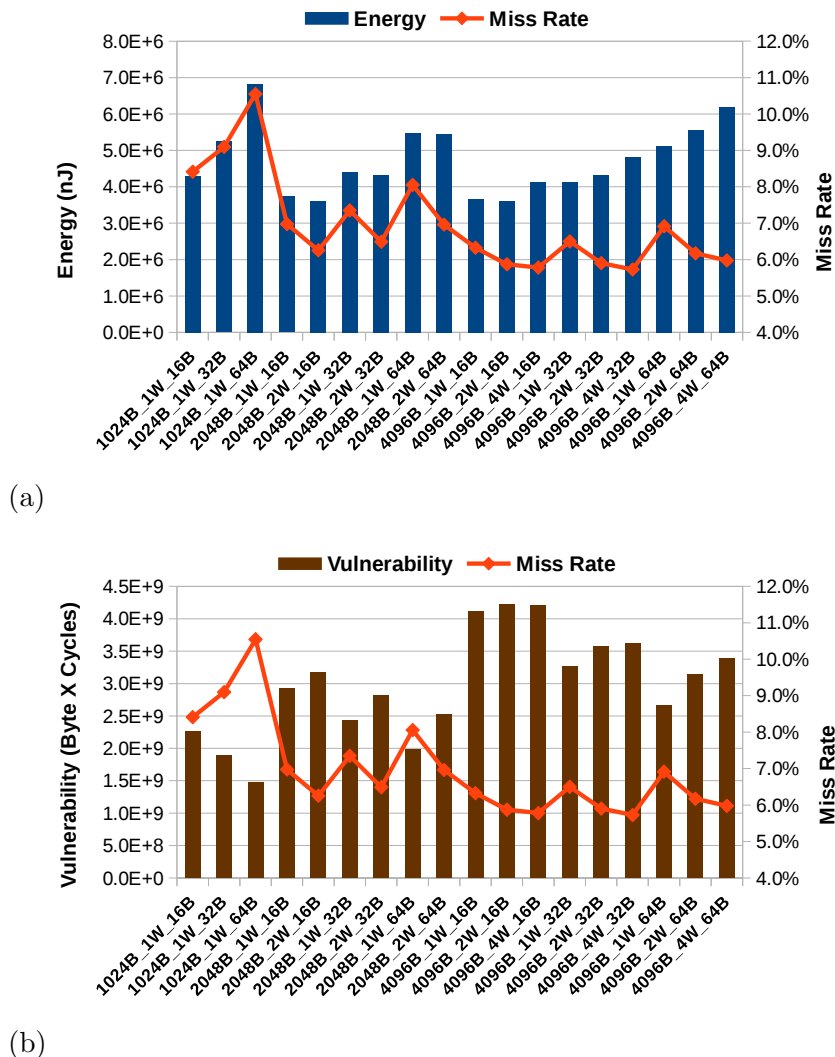 Energy Miss Rate
8.0E+6
7.0E+6
6.0E+6
5.0E+6
4.0E+6
3.0E+6
2.0E+6
1.0E+6
0.0E+0
Energy (nJ)
12.0%
11.0%
10.0%
9.0%
8.0%
7.0%
6.0%
5.0%
4.0%
Miss Rate
1024B_1W_16B
1024B_1W_32B
1024B_1W_64B
2048B_1W_16B
2048B_2W_16B
2048B_1W_32B
2048B_2W_32B
2048B_1W_64B
2048B_2W_64B
4096B_1W_16B
4096B_2W_16B
4096B_4W_16B
4096B_1W_32B
4096B_2W_32B
4096B_4W_32B
4096B_1W_64B
4096B_2W_64B
4096B_4W_64B
(a)
Vulnerability Miss Rate
4.5E+9
4.0E+9
3.5E+9
3.0E+9
2.5E+9
2.0E+9
1.5E+9
1.0E+9
5.0E+8
0.0E+0
Vulnerability (Byte X Cycles)
12.0%
11.0%
10.0%
9.0%
8.0%
7.0%
6.0%
5.0%
4.0%
Miss Rate
1024B_1W_16B
1024B_1W_32B
1024B_1W_64B
2048B_1W_16B
2048B_2W_16B
2048B_1W_32B
2048B_2W_32B
2048B_1W_64B
2048B_2W_64B
4096B_1W_16B
4096B_2W_16B
4096B_4W_16B
4096B_1W_32B
4096B_2W_32B
4096B_4W_32B
4096B_1W_64B
4096B_2W_64B
4096B_4W_64B
(b)